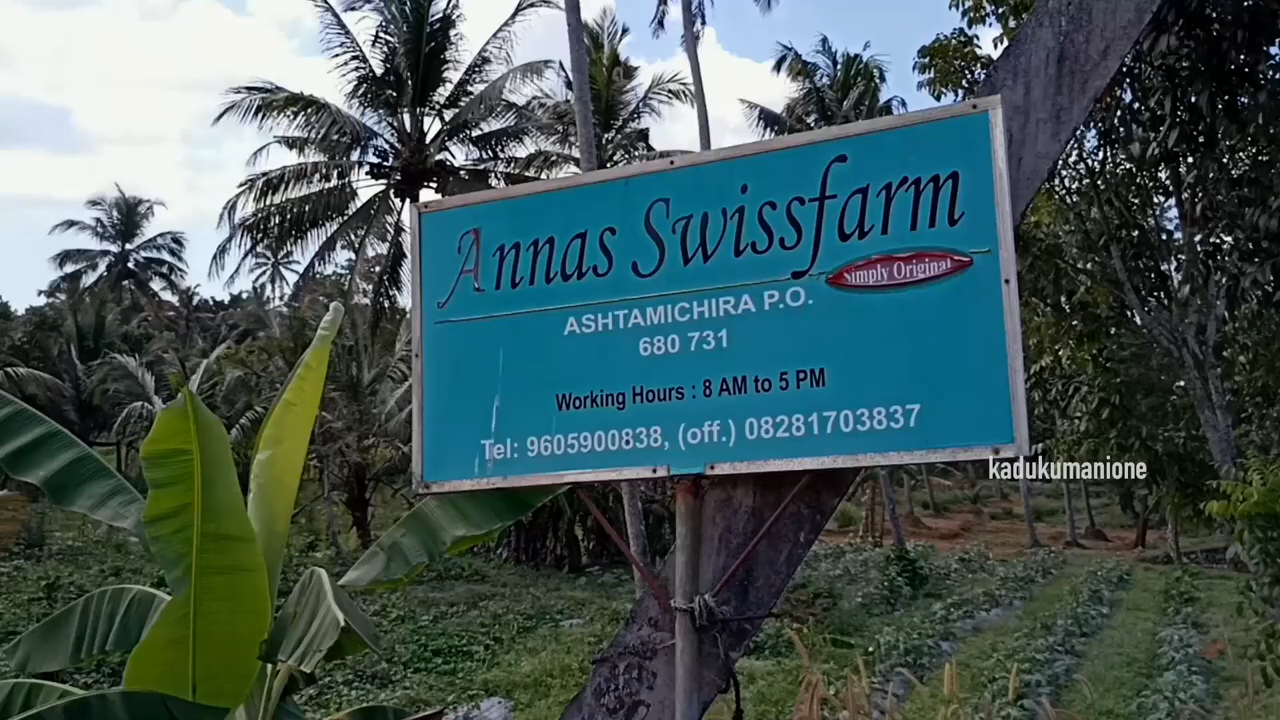 Annas Swissfarm
Simply Original
ASHTAMICHIRA P.O.
680 731
Working Hours : 8 AM to 5 PM
Tel: 9605900838, (off.) 08281703837
kadukumanione